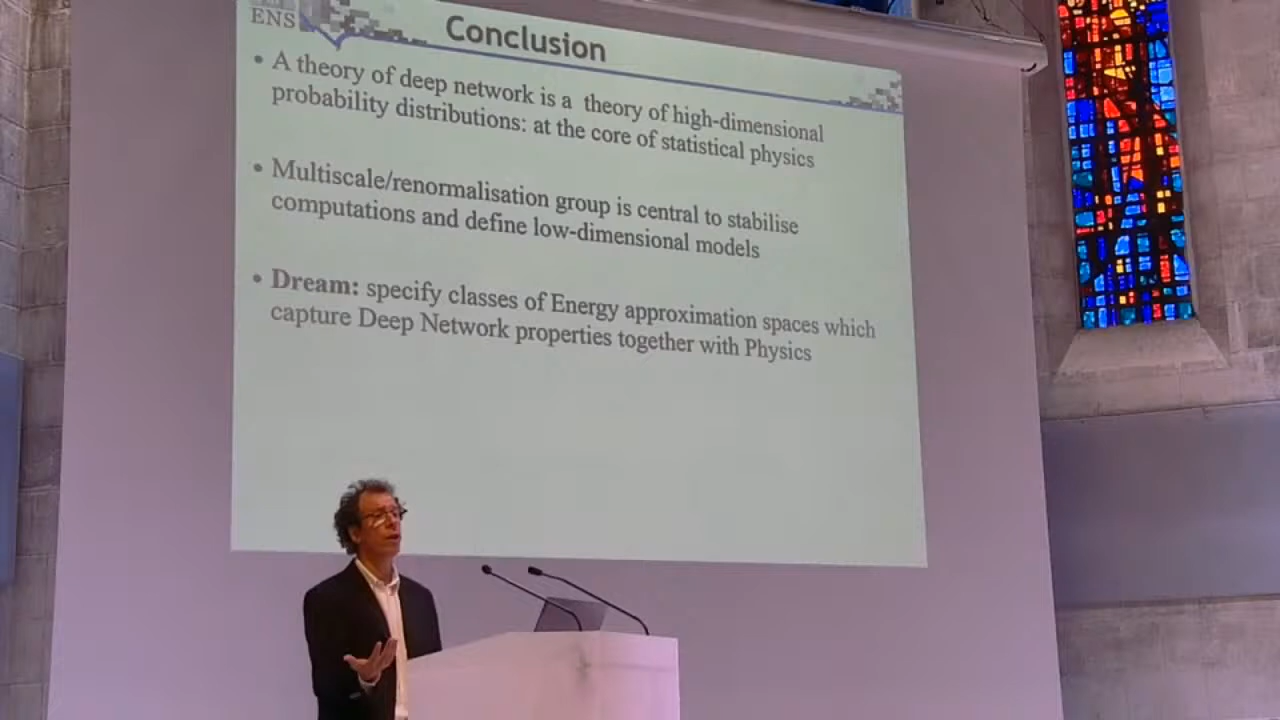 ENS
Conclusion
• A theory of deep network is a theory of high-dimensional
probability distributions: at the core of statistical physics
• Multiscale/renormalisation group is central to stabilise
computations and define low-dimensional models
• Dream: specify classes of Energy approximation spaces which
capture Deep Network properties together with Physics